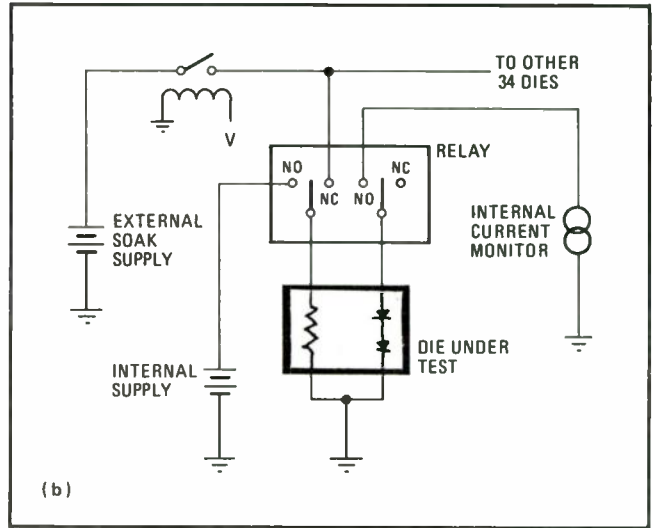 TO OTHER
34 DIES
V
RELAY
NO
NC
NC
NO
EXTERNAL
SOAK
SUPPLY
INTERNAL
CURRENT
MONITOR
INTERNAL
SUPPLY
DIE UNDER
TEST
(b)